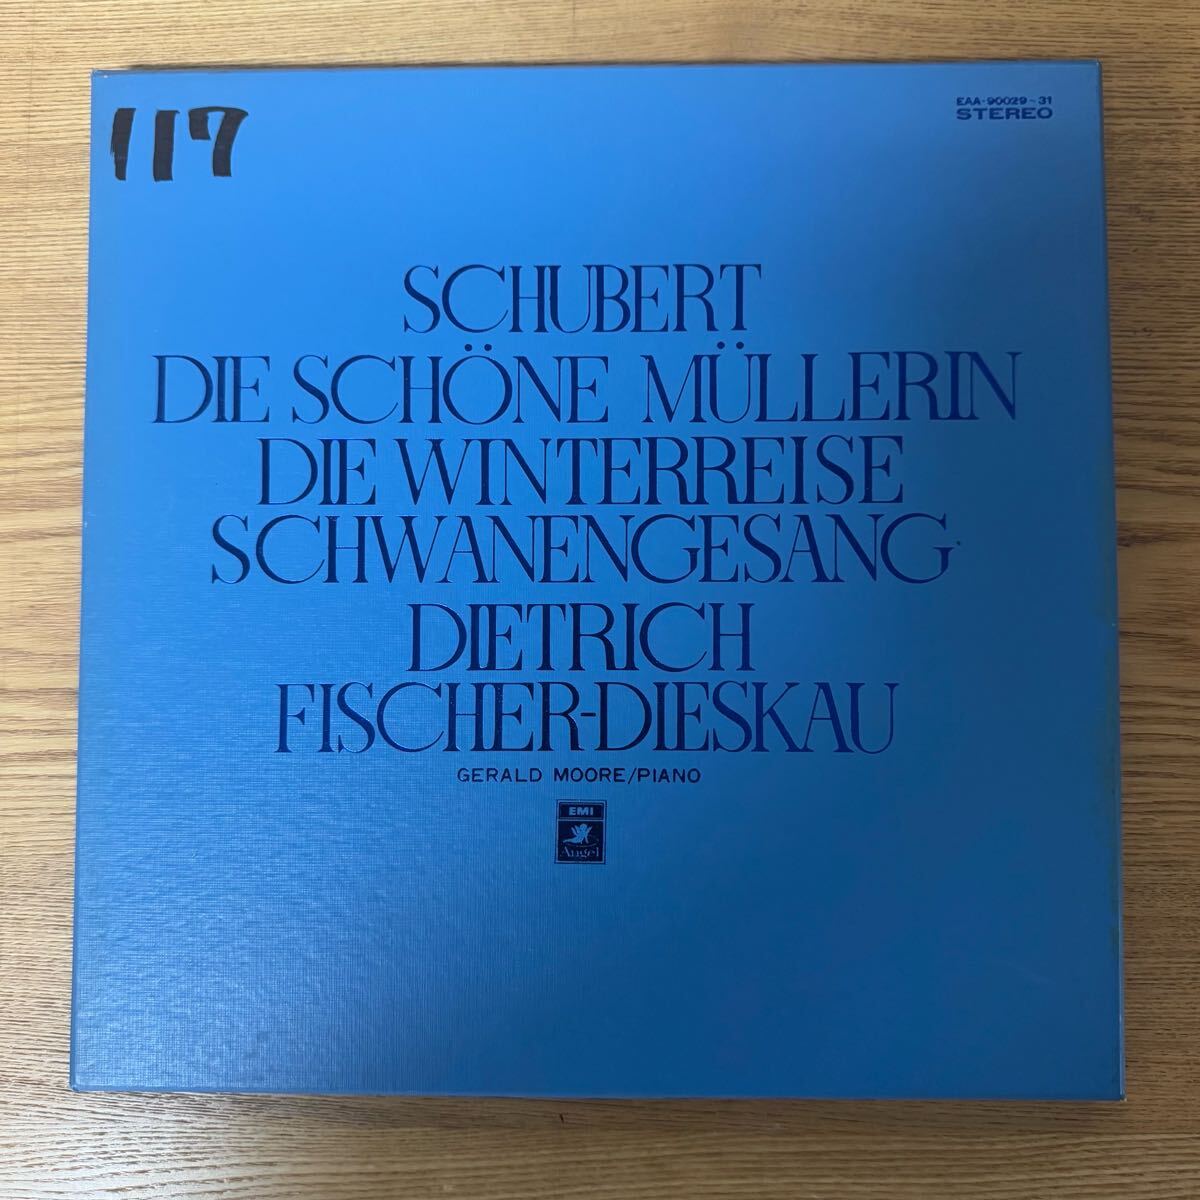 117
EAA-90029~31
STEREO
SCHUBERT
DIE SCHÖNE MÜLLERIN
DIE WINTERREISE
SCHWANENGESANG
DIETRICH
FISCHER-DIESKAU
GERALD MOORE/PIANO
EMI
Angel